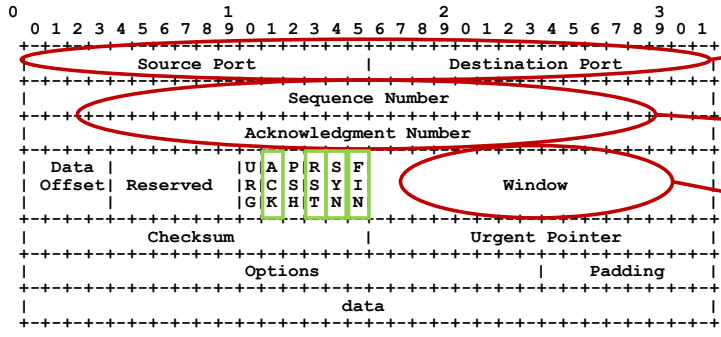 0                   1                   2                   3
 0 1 2 3 4 5 6 7 8 9 0 1 2 3 4 5 6 7 8 9 0 1 2 3 4 5 6 7 8 9 0 1
+-+-+-+-+-+-+-+-+-+-+-+-+-+-+-+-+-+-+-+-+-+-+-+-+-+-+-+-+-+-+-+-+
|          Source Port          |       Destination Port        |
+-+-+-+-+-+-+-+-+-+-+-+-+-+-+-+-+-+-+-+-+-+-+-+-+-+-+-+-+-+-+-+-+
|                        Sequence Number                        |
+-+-+-+-+-+-+-+-+-+-+-+-+-+-+-+-+-+-+-+-+-+-+-+-+-+-+-+-+-+-+-+-+
|                    Acknowledgment Number                      |
+-+-+-+-+-+-+-+-+-+-+-+-+-+-+-+-+-+-+-+-+-+-+-+-+-+-+-+-+-+-+-+-+
|  Data |           |U|A|P|R|S|F|                               |
| Offset| Reserved  |R|C|S|S|Y|I|            Window             |
|       |           |G|K|H|T|N|N|                               |
+-+-+-+-+-+-+-+-+-+-+-+-+-+-+-+-+-+-+-+-+-+-+-+-+-+-+-+-+-+-+-+-+
|           Checksum            |         Urgent Pointer        |
+-+-+-+-+-+-+-+-+-+-+-+-+-+-+-+-+-+-+-+-+-+-+-+-+-+-+-+-+-+-+-+-+
|                    Options                    |    Padding    |
+-+-+-+-+-+-+-+-+-+-+-+-+-+-+-+-+-+-+-+-+-+-+-+-+-+-+-+-+-+-+-+-+
|                             data                              |
+-+-+-+-+-+-+-+-+-+-+-+-+-+-+-+-+-+-+-+-+-+-+-+-+-+-+-+-+-+-+-+-+